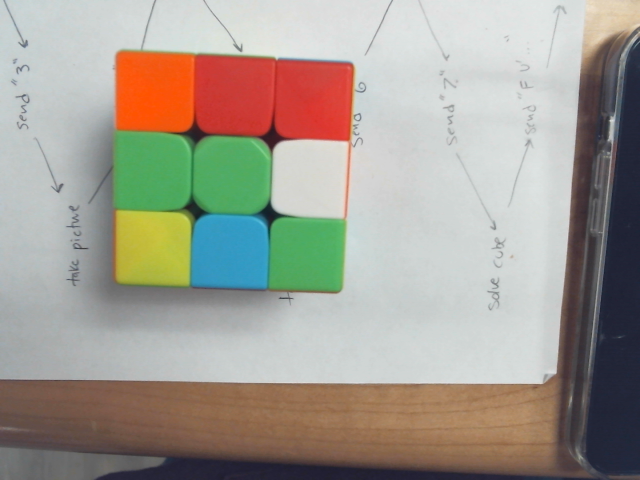 send "3"
take picture
send 6
send "7"
solve cube
send "F U'..."